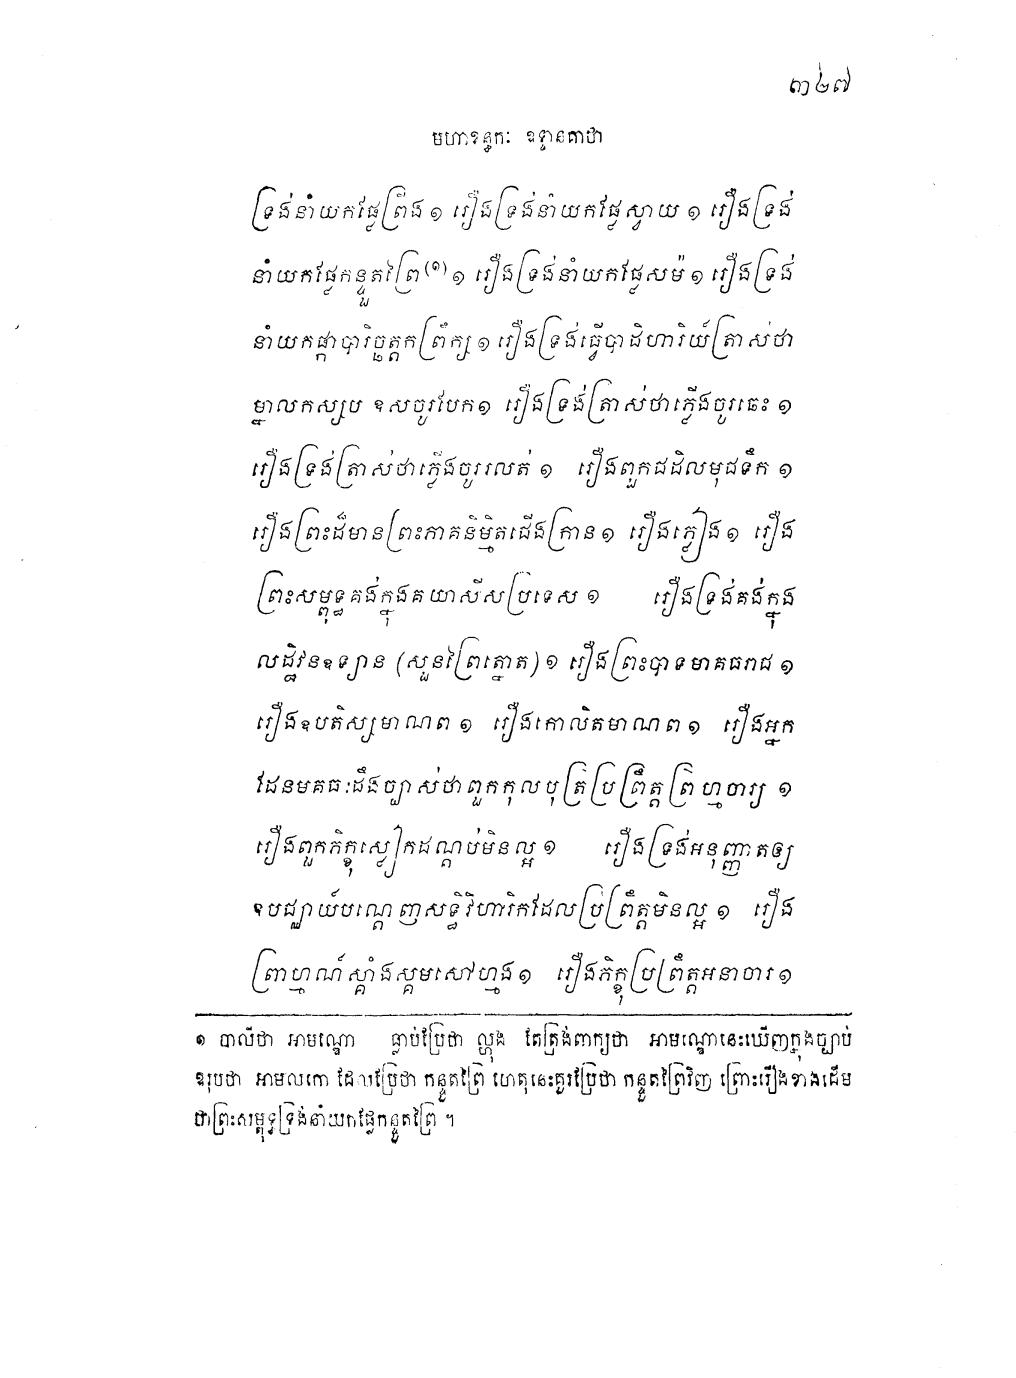 ៣២៧
មហាខន្ធកៈ ឧទ្ទានគាថា
ទ្រង់នាំយកផ្លែព្រីង ១ រឿងទ្រង់នាំយកផ្លែស្វាយ ១ រឿងទ្រង់
នាំយកផ្លែកន្ទួតព្រៃ (១) ១ រឿងទ្រង់នាំយកផ្លែសម៉ ១ រឿងទ្រង់
នាំយកផ្កាបារិច្ឆត្តកព្រឹក្ស ១ រឿងទ្រង់ធ្វើបាដិហារិយ៍ត្រាស់ថា
ម្នាលកស្សប ឧសចូរបែក ១ រឿងទ្រង់ត្រាស់ថាភ្លើងចូរឆេះ ១
រឿងទ្រង់ត្រាស់ថាភ្លើងចូររលត់ ១ រឿងពួកជដិលមុជទឹក ១
រឿងព្រះដ៏មានព្រះភាគនិម្មិតជើងក្រាន ១ រឿងភ្លៀង ១ រឿង
ព្រះសម្ពុទ្ធគង់ក្នុងគយាសីសប្រទេស ១ រឿងទ្រង់គង់ក្នុង
លដ្ឋិវនឧទ្យាន (សួនព្រៃត្នោត) ១ រឿងព្រះបាទមាគធរាជ ១
រឿងឧបតិស្សមាណព ១ រឿងកោលិតមាណព ១ រឿងអ្នក
ដែនមគធៈដឹងច្បាស់ថាពួកកុលបុត្រប្រព្រឹត្តព្រហ្មចារ្យ ១
រឿងពួកភិក្ខុស្លៀកដណ្តប់មិនល្អ ១ រឿងទ្រង់អនុញ្ញាតឲ្យ
ឧបជ្ឈាយ៍បណ្តេញសទ្ធិវិហារិកដែលប្រព្រឹត្តមិនល្អ ១ រឿង
ព្រាហ្មណ៍ស្គាំងស្គមសៅហ្មង ១ រឿងភិក្ខុប្រព្រឹត្តអនាចារ ១
១ បាលីថា អាមណ្ឌោ ធ្លាប់ប្រែថា ល្ហុង តែត្រង់ពាក្យថា អាមណ្ឌោនេះឃើញក្នុងច្បាប់
ឧរុបថា អាមលកោ ដែលប្រែថា កន្ទួតព្រៃ ហេតុនេះគួរប្រែថា កន្ទួតព្រៃវិញ ព្រោះរឿងខាងដើម
ថាព្រះសម្ពុទ្ធទ្រង់នាំយកផ្លែកន្ទួតព្រៃ ។